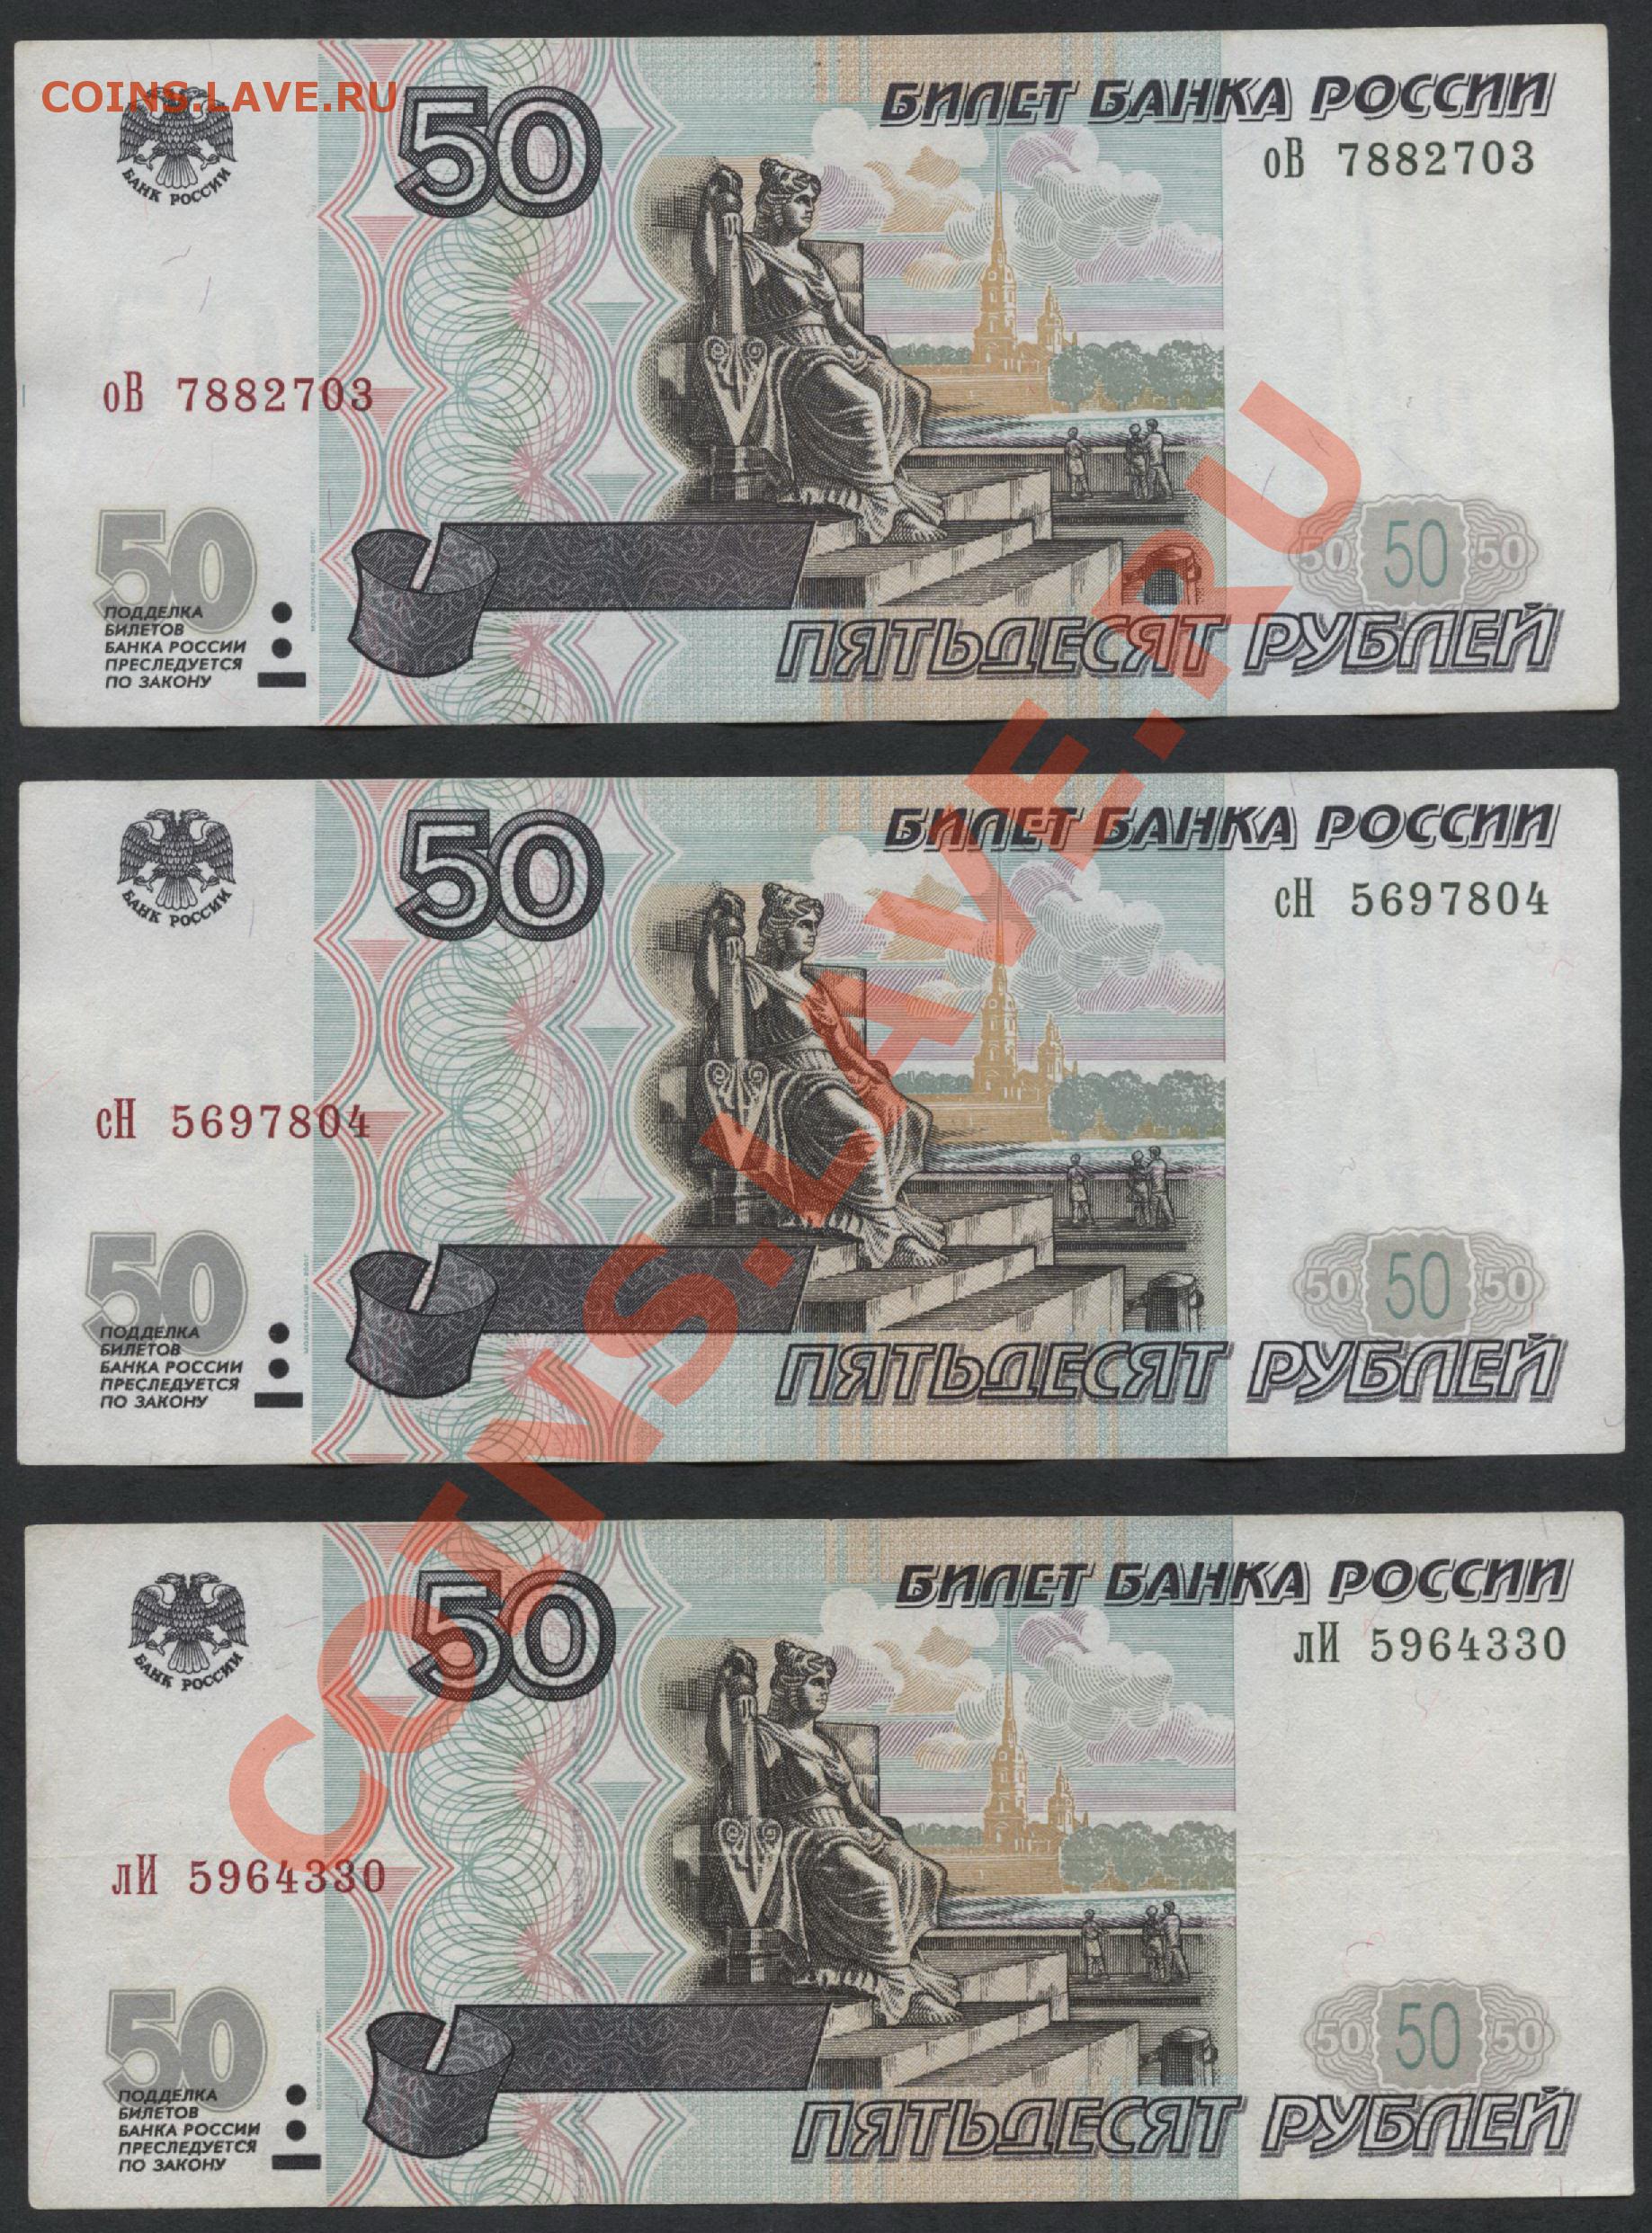 COINS.LAVE.RU
БАНК РОССИИ
50
БИЛЕТ БАНКА РОССИИ
оВ 7882703
оВ 7882703
50
ПОДДЕЛКА
БИЛЕТОВ
БАНКА РОССИИ
ПРЕСЛЕДУЕТСЯ
ПО ЗАКОНУ
50 50 50
ПЯТЬДЕСЯТ РУБЛЕЙ
БАНК РОССИИ
50
БИЛЕТ БАНКА РОССИИ
сН 5697804
сН 5697804
50
ПОДДЕЛКА
БИЛЕТОВ
БАНКА РОССИИ
ПРЕСЛЕДУЕТСЯ
ПО ЗАКОНУ
50 50 50
ПЯТЬДЕСЯТ РУБЛЕЙ
COINS.LAVE.RU
БАНК РОССИИ
50
БИЛЕТ БАНКА РОССИИ
лИ 5964330
лИ 5964330
50
ПОДДЕЛКА
БИЛЕТОВ
БАНКА РОССИИ
ПРЕСЛЕДУЕТСЯ
ПО ЗАКОНУ
50 50 50
ПЯТЬДЕСЯТ РУБЛЕЙ